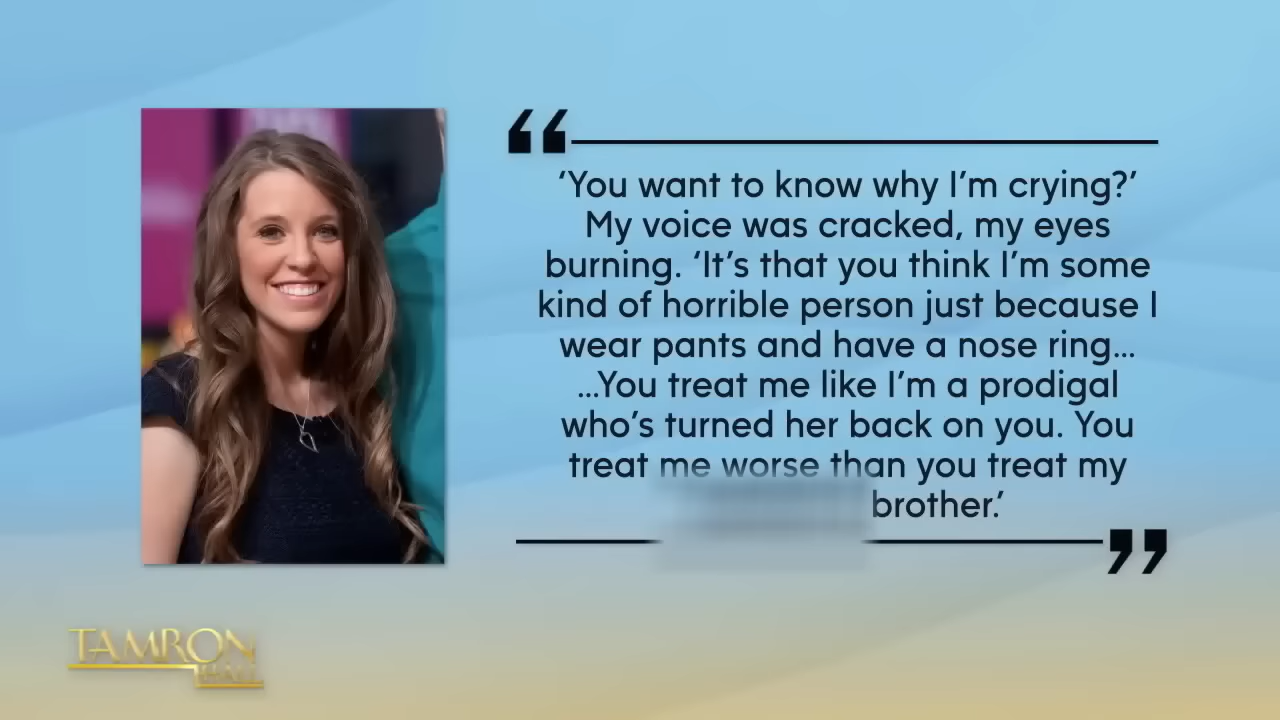 “
‘You want to know why I’m crying?’
My voice was cracked, my eyes
burning. ‘It’s that you think I’m some
kind of horrible person just because I
wear pants and have a nose ring...
...You treat me like I’m a prodigal
who’s turned her back on you. You
treat me worse than you treat my
brother.’
”
TAMRON
HALL